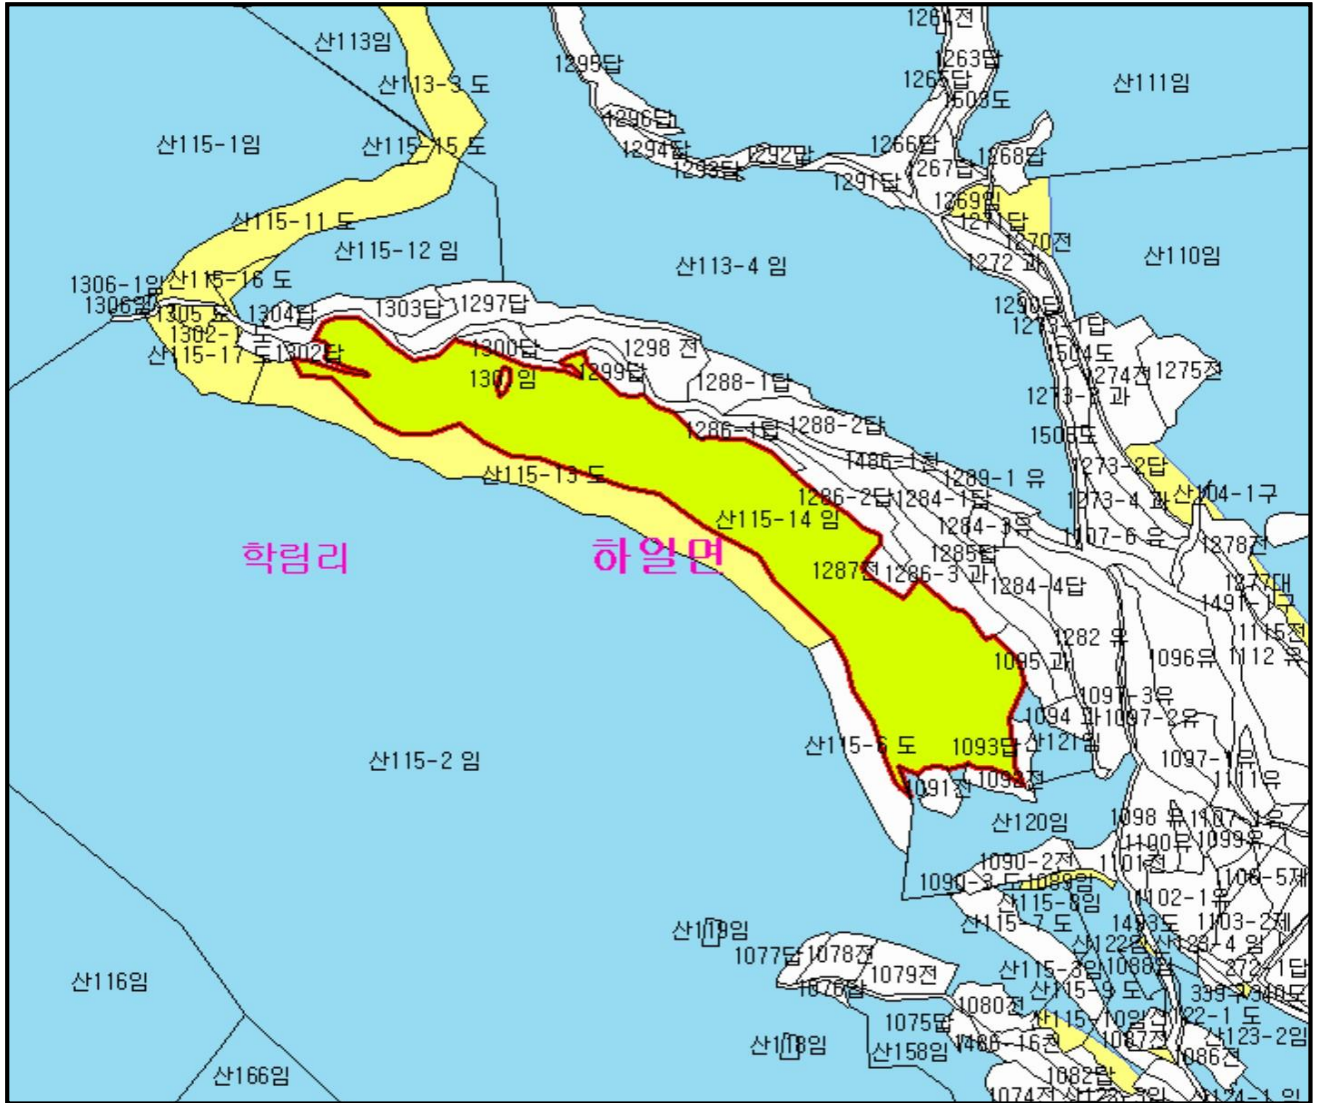 1264전
산113임
1295답
1263답
1265답
산113-3 도
산111임
1503도
1296답
산115-1임
산115-15 도
1294답
1266답
1292답
1268답
1293답
1267답
1291답
1269임
산115-11 도
1271답
1270전
산115-12 임
산113-4 임
1272 과
산110임
1306-1임
산115-16 도
1306임
1305 도
1304답
1303답
1297답
1290답
1504도
산115-17 도
1302답
1300답
1298 전
1299답
1301임
1288-1답
1274전
1275전
1273-3 과
1286-1답
1288-2답
1486-1천
1273-2답
산115-13 도
1289-1 유
1286-2답
1284-1답
1273-4 과
산104-1구
산115-14 임
1284-3유
1107-6 유
학림리
하일면
1285답
1278전
1287전
1286-3 과
1284-4답
1277대
1491-1구
1282 유
1115전
1095 과
1096유
1112 유
1097-3유
1094 과
1097-2유
산115-6 도
1093답
산121임
1097-1유
산115-2 임
1091전
1092전
1111유
산120임
1098 유
1107-1유
1100유
1099유
1090-2전
1101전
1090-3 도
1089임
산115-8임
1102-1유
산115-7 도
1493도
1103-2제
산119임
산122임
1077답
1078전
산115-3임
1088임
272-1답
1079전
산116임
1076답
산115-9 도
1080전
산115-10임
1075답
산123-2임
산118임
산158임
1486-16천
1087전
1086전
산166임
1082답
1074전